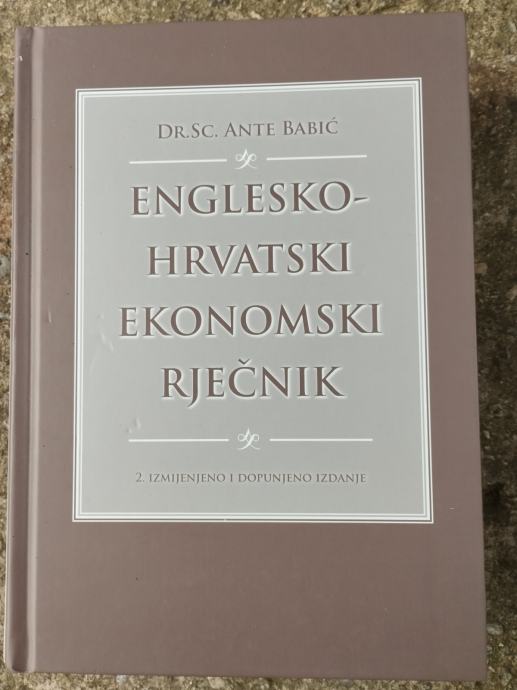 DR.SC. ANTE BABIĆ
ENGLESKO-
HRVATSKI
EKONOMSKI
RJEČNIK
2. IZMIJENJENO I DOPUNJENO IZDANJE